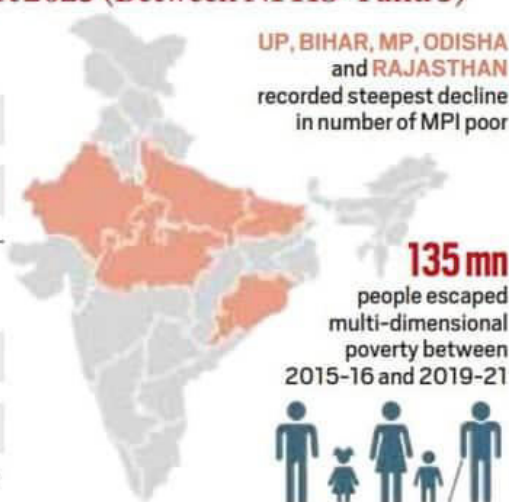 UP, BIHAR, MP, ODISHA
and RAJASTHAN
recorded steepest decline
in number of MPI poor
135 mn
people escaped
multi-dimensional
poverty between
2015-16 and 2019-21